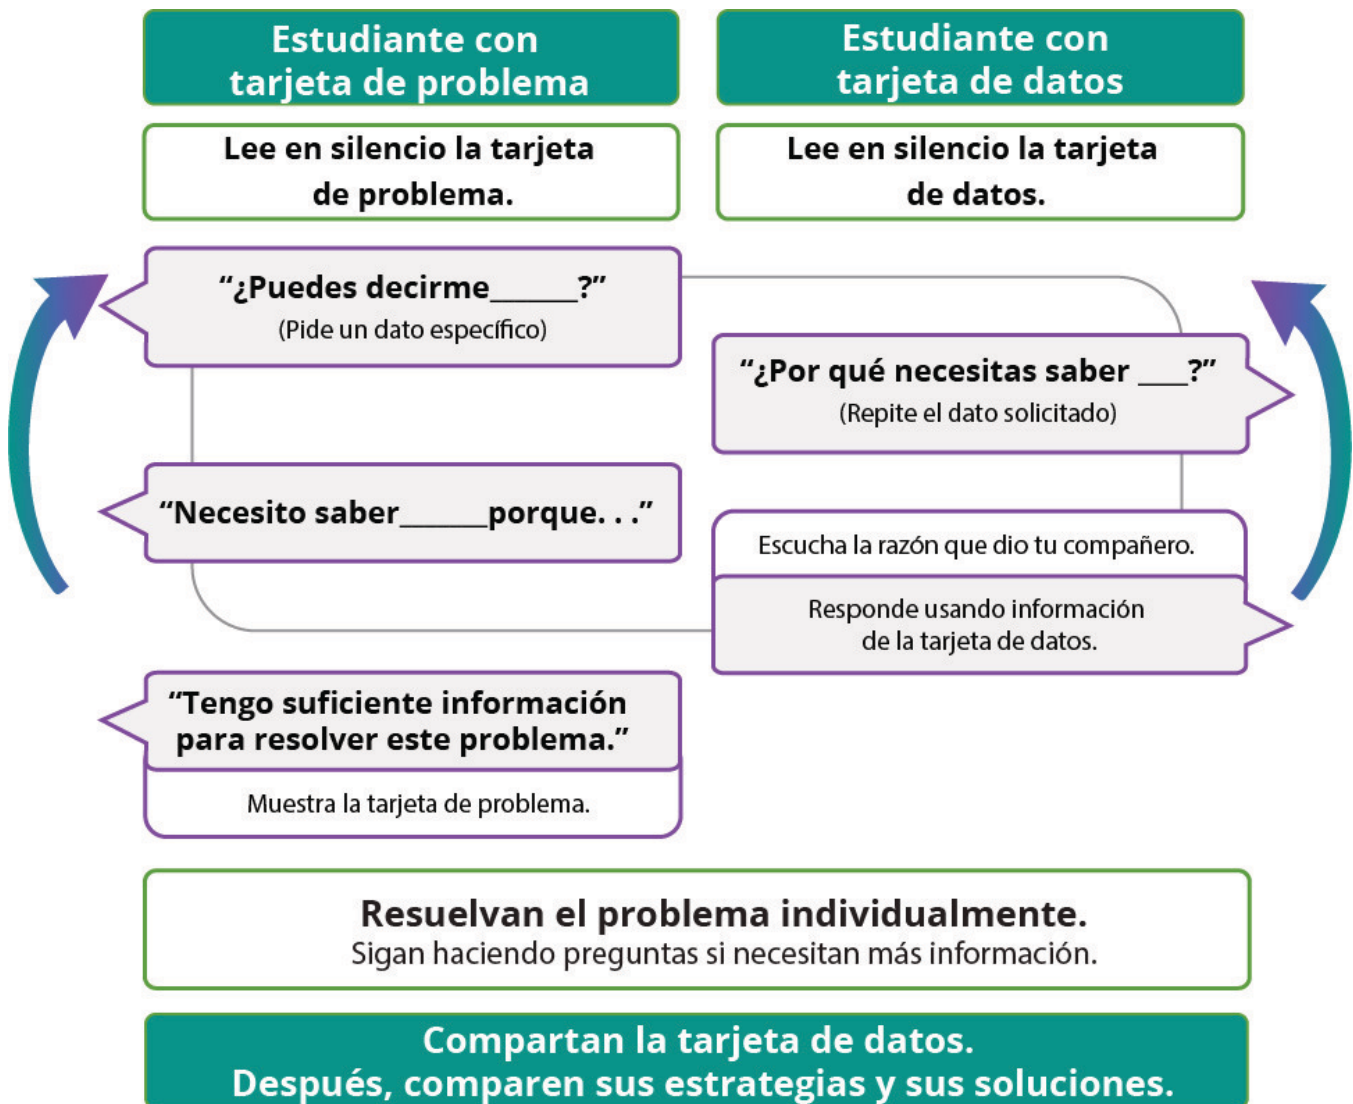 Estudiante con
tarjeta de problema
Estudiante con
tarjeta de datos
Lee en silencio la tarjeta
de problema.
Lee en silencio la tarjeta
de datos.
“¿Puedes decirme______?”
(Pide un dato específico)
“¿Por qué necesitas saber ___?”
(Repite el dato solicitado)
“Necesito saber______porque. . .”
Escucha la razón que dio tu compañero.
Responde usando información
de la tarjeta de datos.
“Tengo suficiente información
para resolver este problema.”
Muestra la tarjeta de problema.
Resuelvan el problema individualmente.
Sigan haciendo preguntas si necesitan más información.
Compartan la tarjeta de datos.
Después, comparen sus estrategias y sus soluciones.